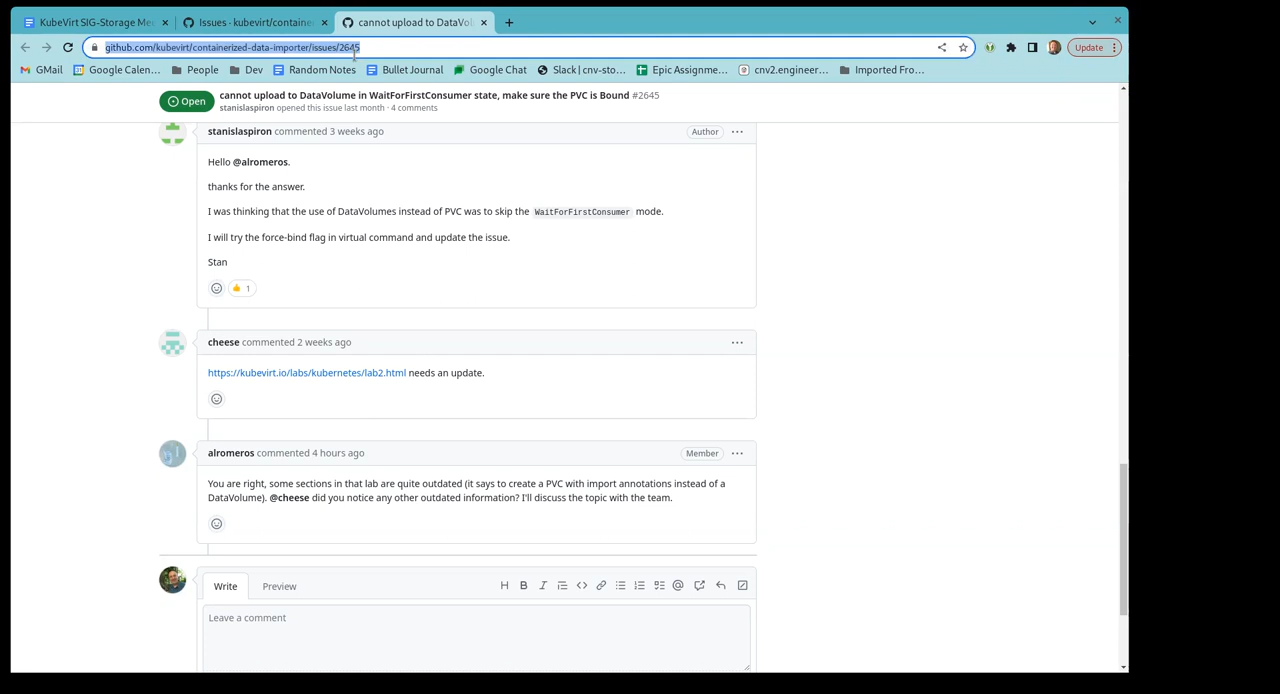 KubeVirt SIG-Storage Me
Issues · kubevirt/containe
cannot upload to DataVol
github.com/kubevirt/containerized-data-importer/issues/2645
Update
GMail
Google Calen…
People
Dev
Random Notes
Bullet Journal
Google Chat
Slack | cnv-sto…
Epic Assignme…
cnv2.engineer…
Imported Fro…
Open
cannot upload to DataVolume in WaitForFirstConsumer state, make sure the PVC is Bound #2645
stanislaspiron opened this issue last month · 4 comments
stanislaspiron commented 3 weeks ago
Author
Hello @alromeros.
thanks for the answer.
I was thinking that the use of DataVolumes instead of PVC was to skip the WaitForFirstConsumer mode.
I will try the force-bind flag in virtual command and update the issue.
Stan
1
cheese commented 2 weeks ago
https://kubevirt.io/labs/kubernetes/lab2.html needs an update.
alromeros commented 4 hours ago
Member
You are right, some sections in that lab are quite outdated (it says to create a PVC with import annotations instead of a
DataVolume). @cheese did you notice any other outdated information? I'll discuss the topic with the team.
Write
Preview
Leave a comment